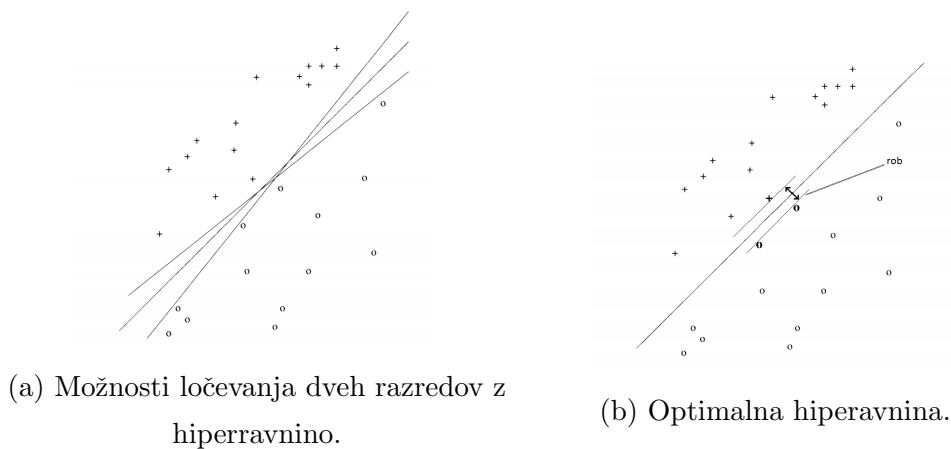 rob
(a) Možnosti ločevanja dveh razredov z
hiperravnino.
(b) Optimalna hiperavnina.